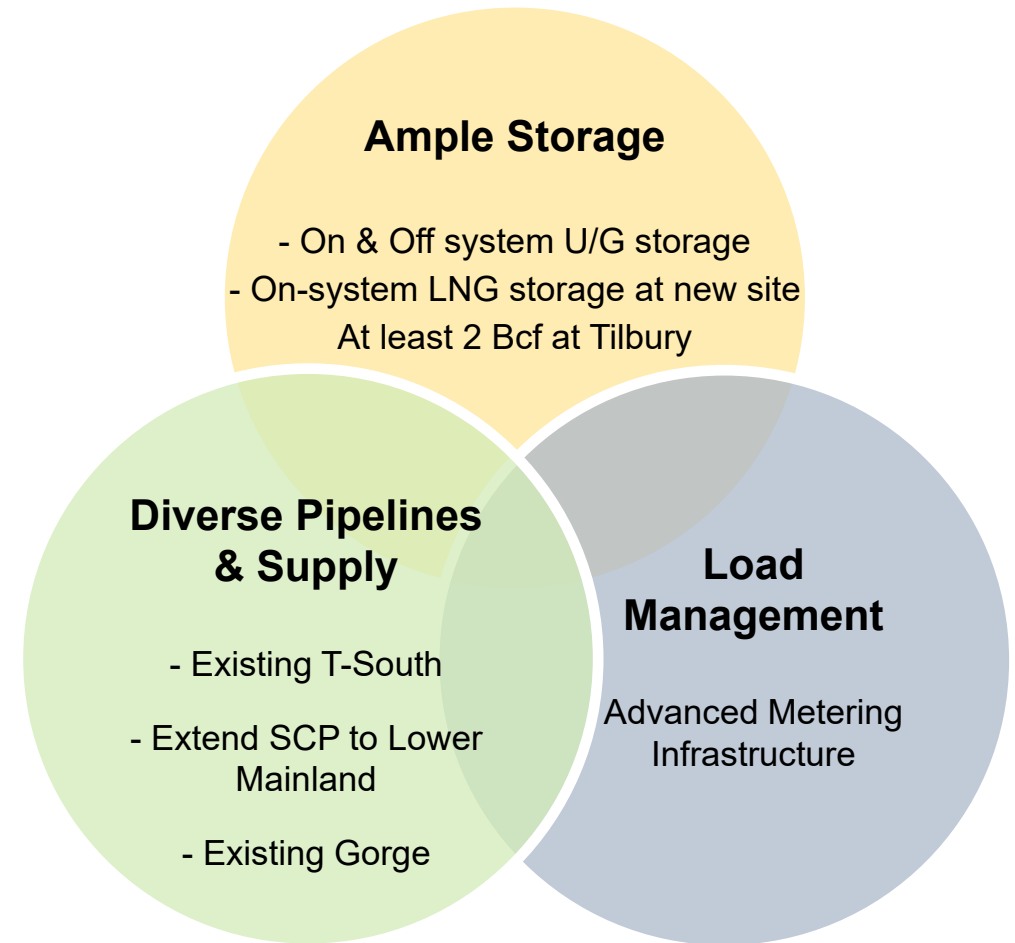 Ample Storage
- On & Off system U/G storage
- On-system LNG storage at new site
At least 2 Bcf at Tilbury
Diverse Pipelines
& Supply
- Existing T-South
- Extend SCP to Lower
Mainland
- Existing Gorge
Load
Management
Advanced Metering
Infrastructure